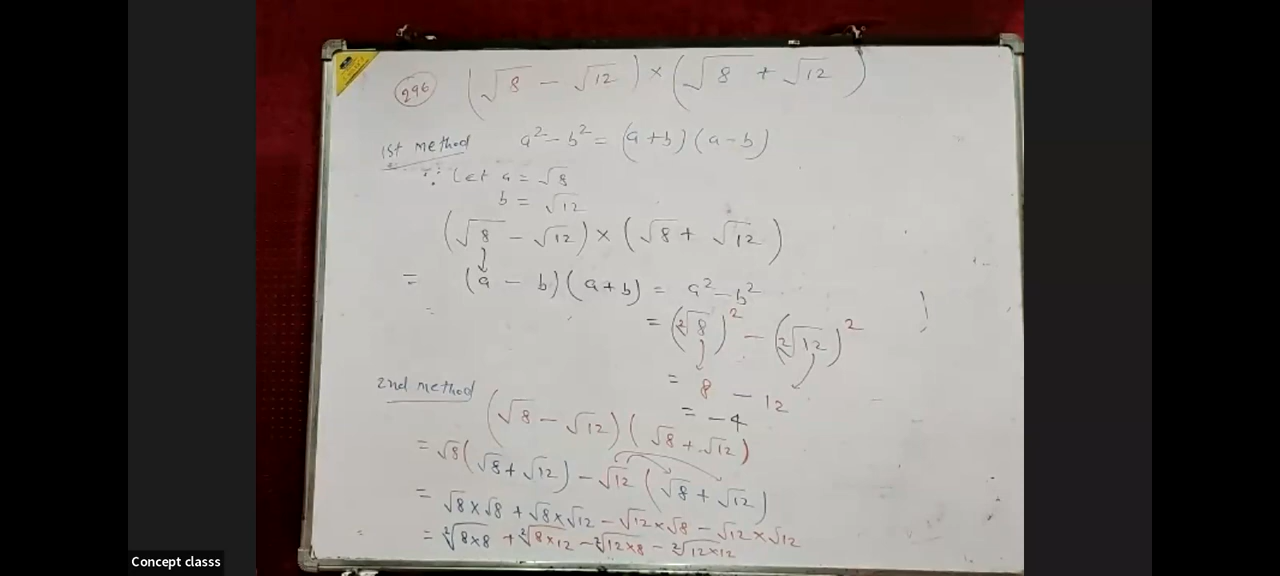 296 (√8 - √12) × (√8 + √12)
1st method a² - b² = (a+b)(a-b)
∵ Let a = √8
b = √12
(√8 - √12) × (√8 + √12)
= (a - b)(a+b) = a² - b²
= (²√8)² - (²√12)²
= 8 - 12
= -4
2nd method
(√8 - √12)(√8 + √12)
= √8(√8 + √12) - √12(√8 + √12)
= √8×√8 + √8×√12 - √12×√8 - √12×√12
= ²√8×8 + ²√8×12 - ²√12×8 - ²√12×12
Concept classs